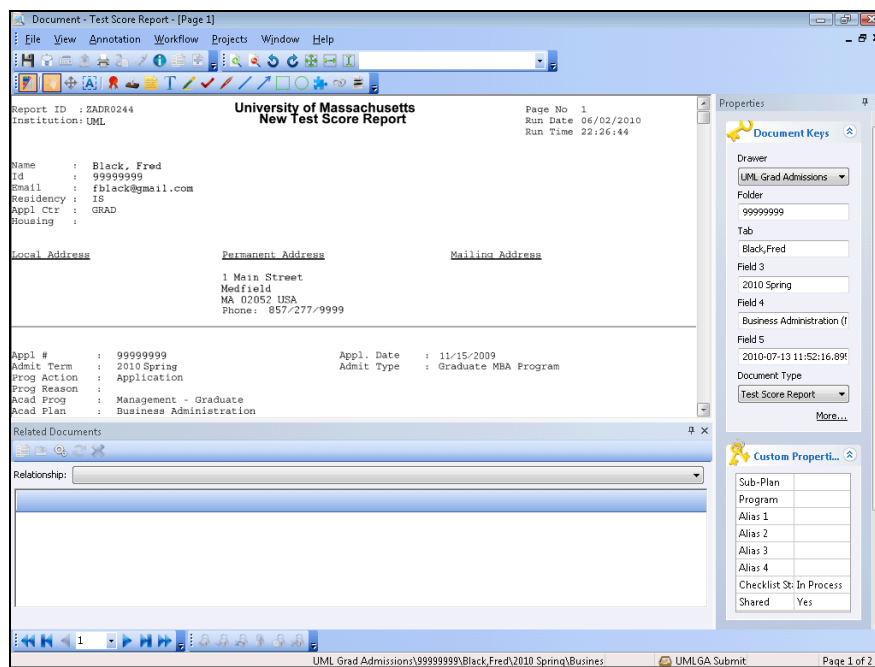 Document - Test Score Report - [Page 1]
File View Annotation Workflow Projects Window Help
Report ID : ZADR0244
Institution: UML
University of Massachusetts
New Test Score Report
Page No 1
Run Date 06/02/2010
Run Time 22:26:44
Name : Black, Fred
Id : 99999999
Email : fblack@gmail.com
Residency : IS
Appl Ctr : GRAD
Housing :
Local Address Permanent Address Mailing Address
1 Main Street
Medfield
MA 02052 USA
Phone: 857/277/9999
Appl # : 99999999 Appl. Date : 11/15/2009
Admit Term : 2010 Spring Admit Type : Graduate MBA Program
Prog Action : Application
Prog Reason :
Acad Prog : Management - Graduate
Acad Plan : Business Administration
Related Documents
Relationship:
1
Properties
Document Keys
Drawer
UML Grad Admissions
Folder
99999999
Tab
Black,Fred
Field 3
2010 Spring
Field 4
Business Administration (
Field 5
2010-07-13 11:52:16.89
Document Type
Test Score Report
More...
Custom Properti...
Sub-Plan
Program
Alias 1
Alias 2
Alias 3
Alias 4
Checklist St In Process
Shared Yes
UML Grad Admissions\99999999\Black,Fred\2010 Spring\Busines
UMLGA Submit
Page 1 of 2